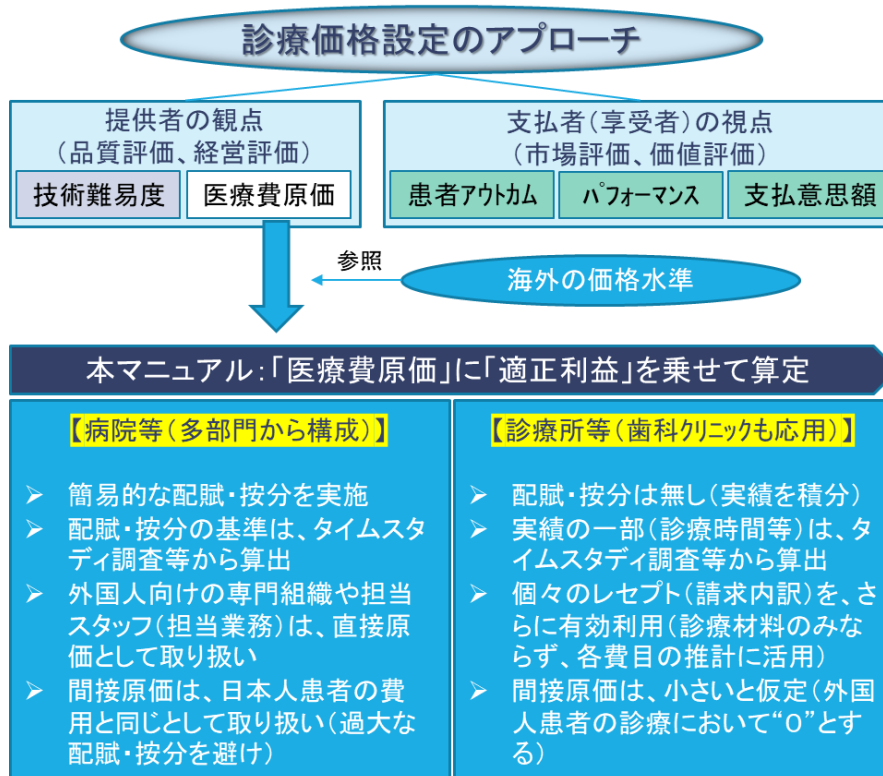 診療価格設定のアプローチ
提供者の観点
（品質評価、経営評価）
技術難易度
医療費原価
支払者（享受者）の視点
（市場評価、価値評価）
患者ｱｳﾄｶﾑ
ﾊﾟﾌｫｰﾏﾝｽ
支払意思額
参照
海外の価格水準
本マニュアル：「医療費原価」に「適正利益」を乗せて算定
【病院等（多部門から構成）】
➢ 簡易的な配賦・按分を実施
➢ 配賦・按分の基準は、タイムスタ
ディ調査等から算出
➢ 外国人向けの専門組織や担当
スタッフ（担当業務）は、直接原
価として取り扱い
➢ 間接原価は、日本人患者の費
用と同じとして取り扱い（過大な
配賦・按分を避け）
【診療所等（歯科ｸﾘﾆｯｸも応用）】
➢ 配賦・按分は無し（実績を積分）
➢ 実績の一部（診療時間等）は、タ
イムスタディ調査等から算出
➢ 個々のレセプト（請求内訳）を、さ
らに有効利用（診療材料のみな
らず、各費目の推計に活用）
➢ 間接原価は、小さいと仮定（外国
人患者の診療において“０”とす
る）